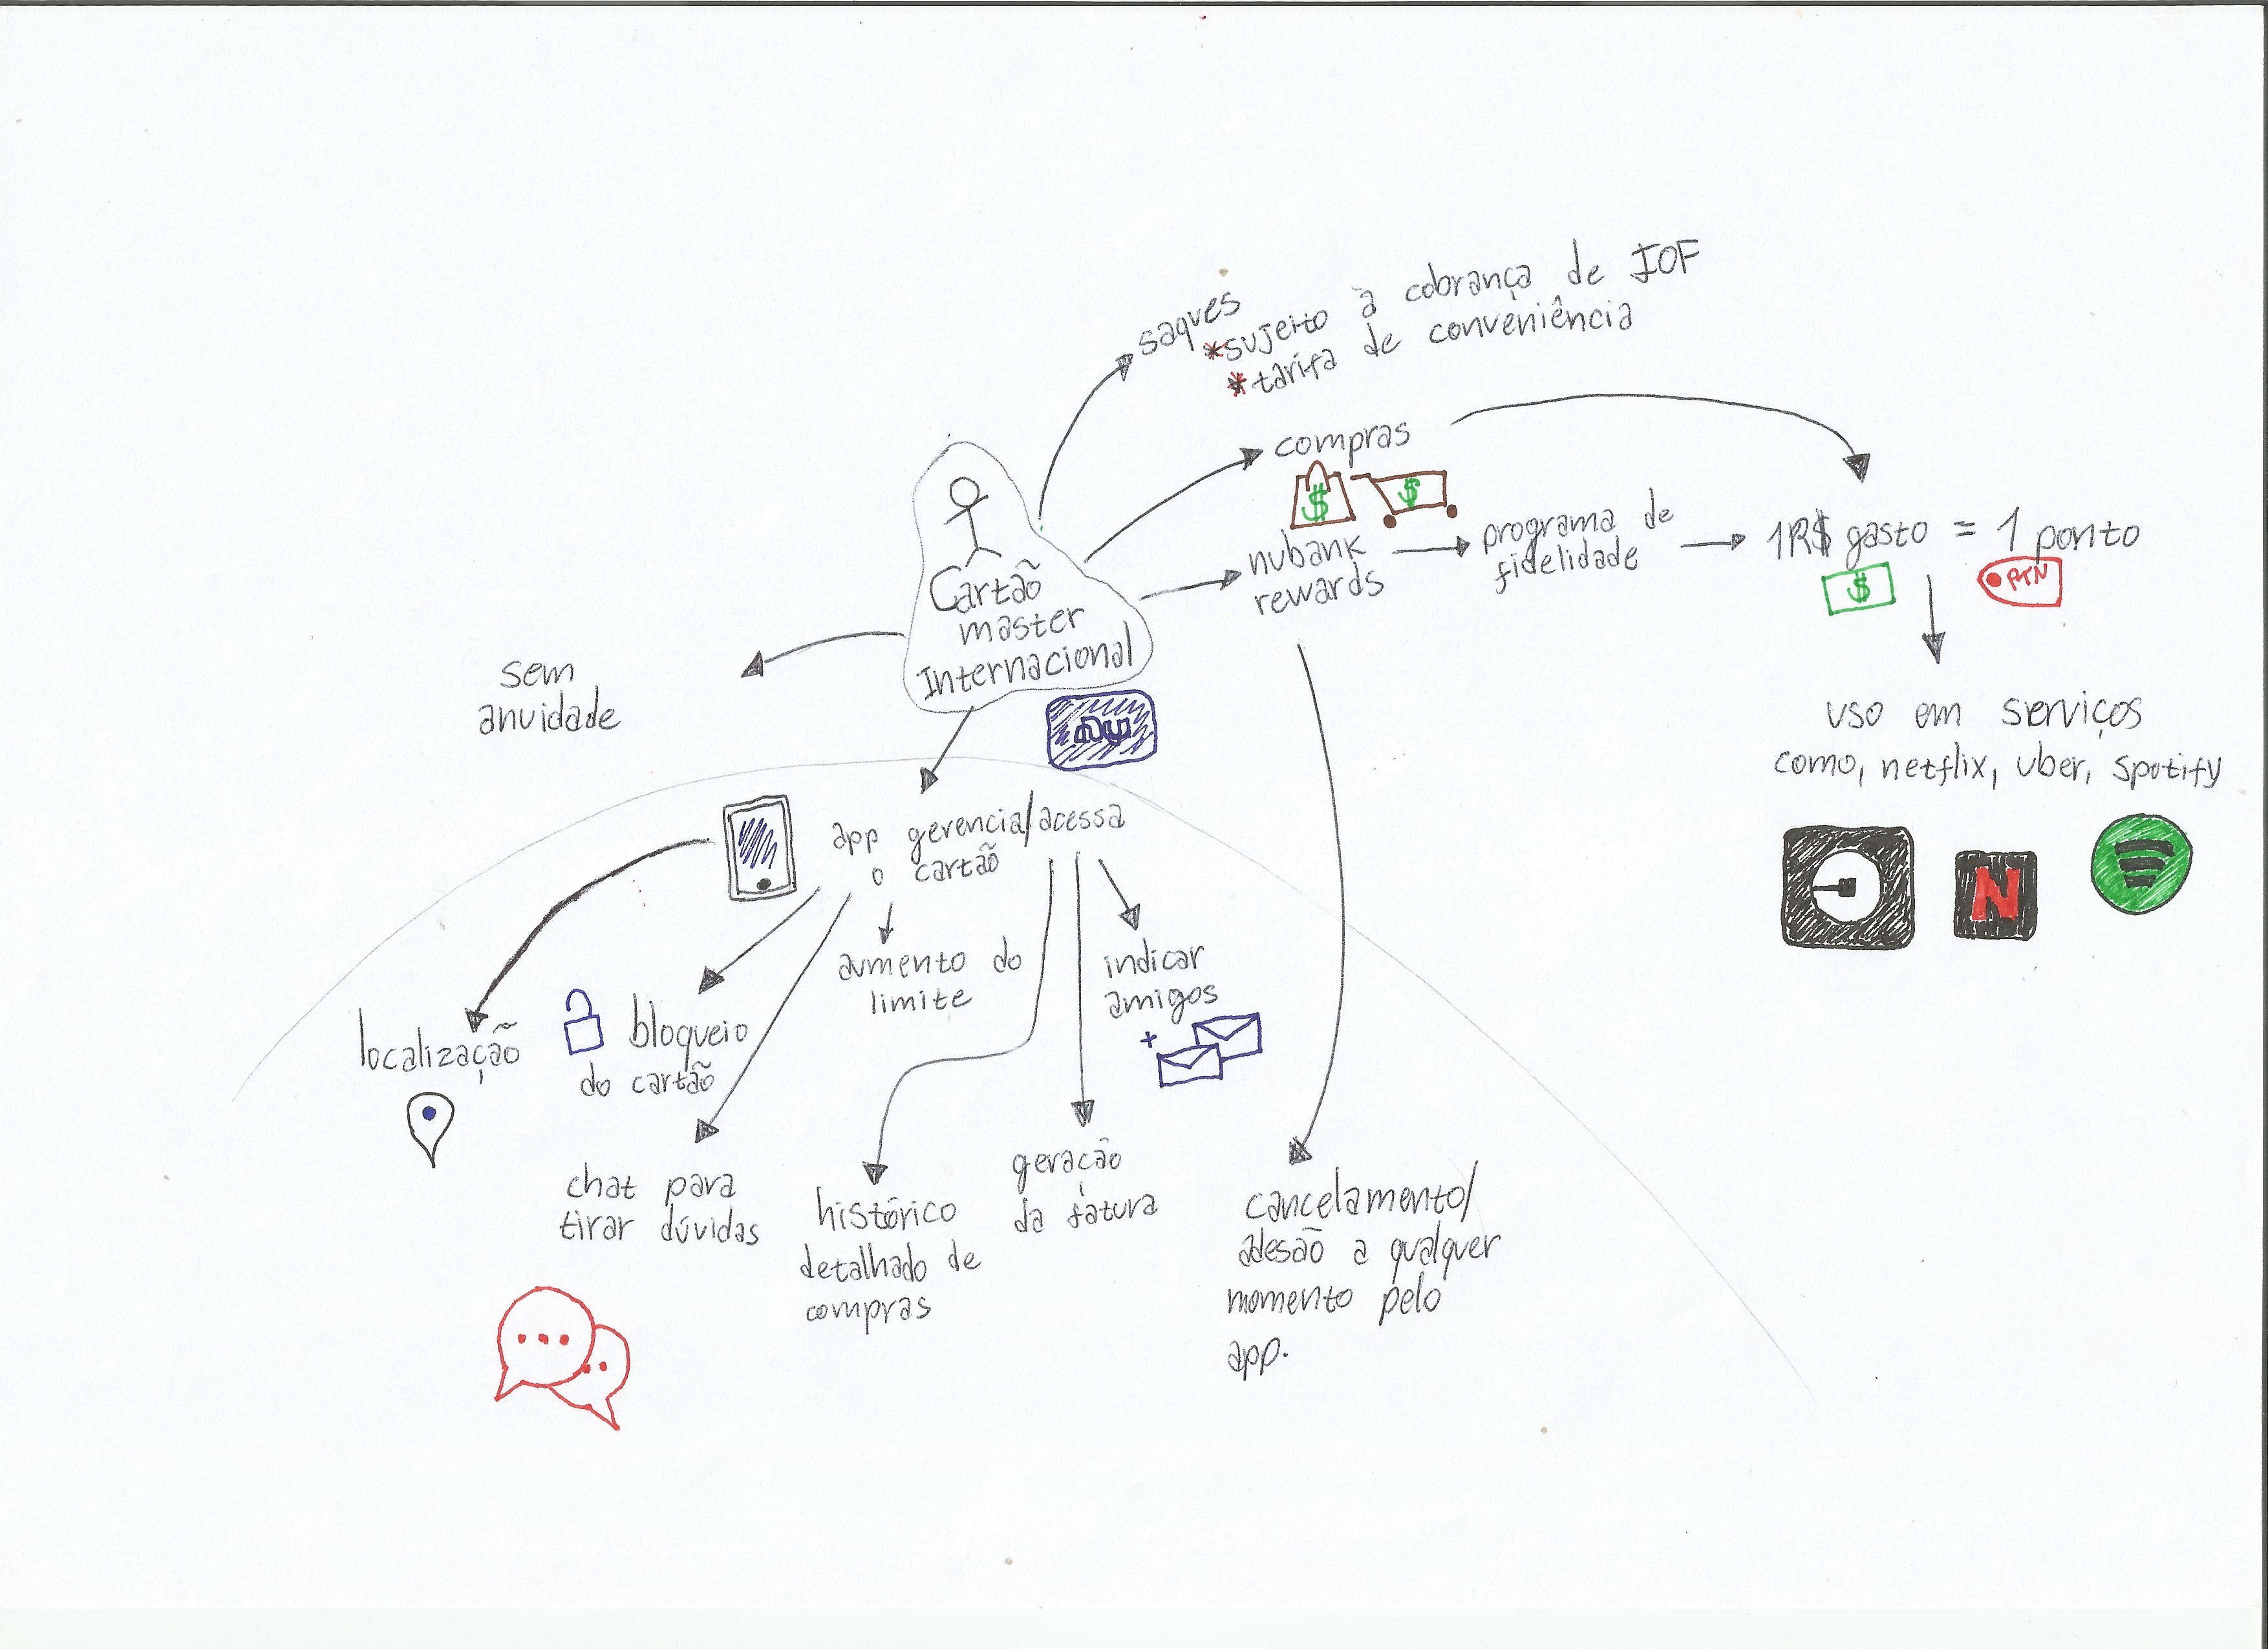 saques
*sujeito à cobrança de IOF
*tarifa de conveniência
compras
$ $
nubank
rewards
programa de
fidelidade
1R$ gasto = 1 ponto
$
PTN
uso em serviços
como, netflix, uber, spotify
N
Cartão
master
Internacional
nu
sem
anuidade
app gerencia/acessa
o cartão
localização
bloqueio
do cartão
aumento do
limite
indicar
amigos
+
chat para
tirar dúvidas
histórico
detalhado de
compras
geração
da fatura
cancelamento/
adesão a qualquer
momento pelo
app.